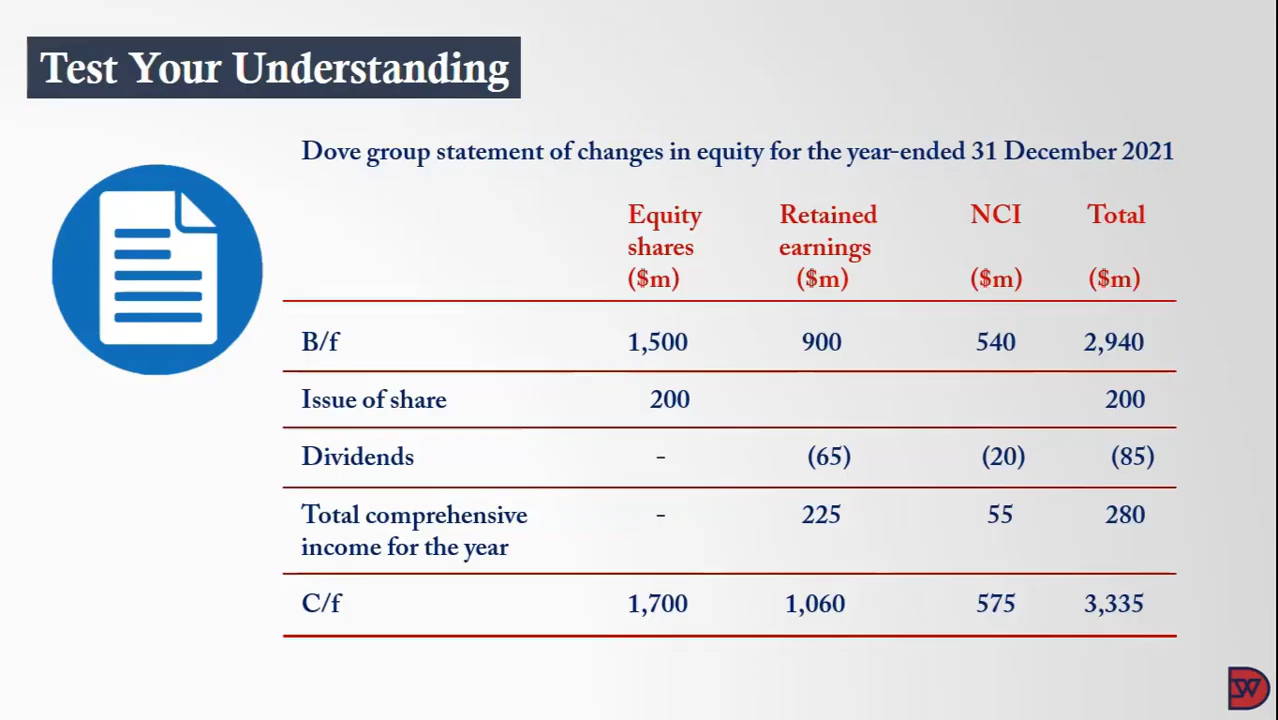 Test Your Understanding
Dove group statement of changes in equity for the year-ended 31 December 2021
Equity shares ($m) Retained earnings ($m) NCI ($m) Total ($m)
B/f 1,500 900 540 2,940
Issue of share 200 200
Dividends - (65) (20) (85)
Total comprehensive income for the year - 225 55 280
C/f 1,700 1,060 575 3,335
W